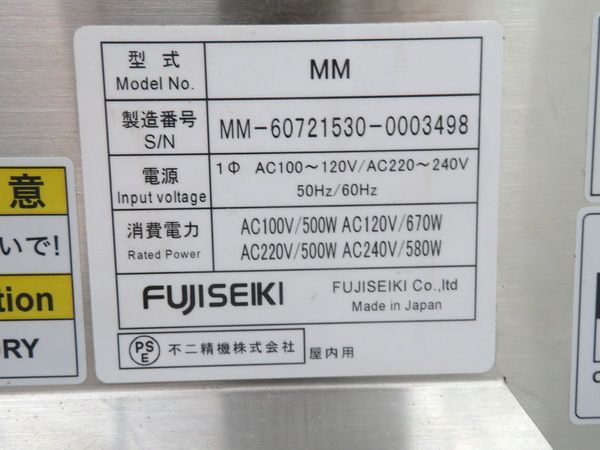 型式
Model No.
MM
製造番号
S/N
MM-60721530-0003498
電源
Input voltage
1Φ AC100~120V/AC220~240V
50Hz/60Hz
消費電力
Rated Power
AC100V/500W AC120V/670W
AC220V/500W AC240V/580W
FUJISEIKI
FUJISEIKI Co.,ltd
Made in Japan
PS
E
不二精機株式会社 屋内用
意
いで!
tion
RY